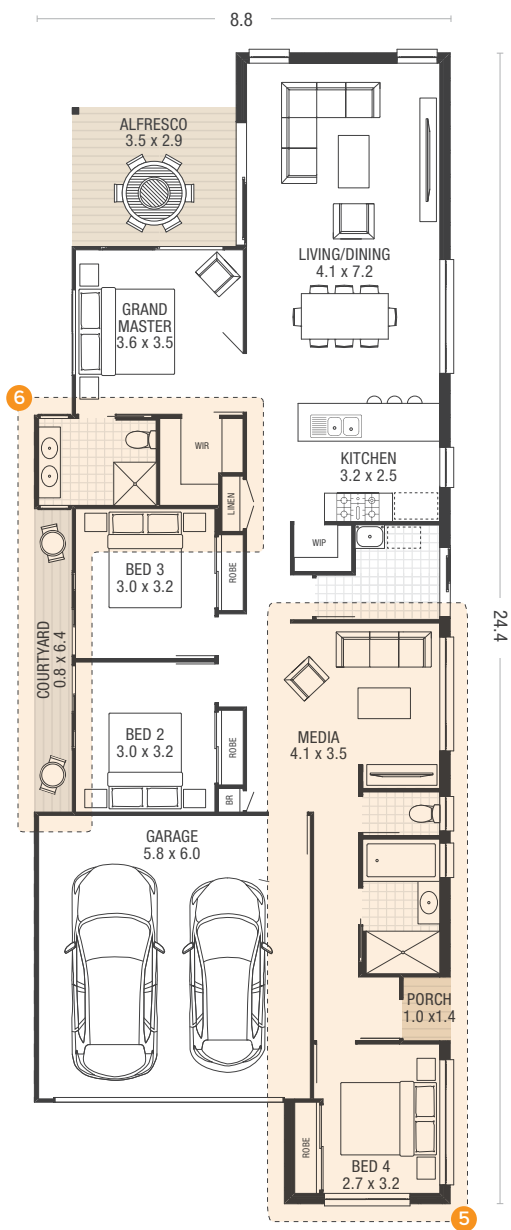 8.8
ALFRESCO
3.5 x 2.9
LIVING/DINING
4.1 x 7.2
GRAND
MASTER
3.6 x 3.5
6
WIR
KITCHEN
3.2 x 2.5
LINEN
WIP
BED 3
3.0 x 3.2
ROBE
COURTYARD
0.8 x 6.4
24.4
MEDIA
4.1 x 3.5
BED 2
3.0 x 3.2
ROBE
BR
GARAGE
5.8 x 6.0
PORCH
1.0 x1.4
ROBE
BED 4
2.7 x 3.2
5